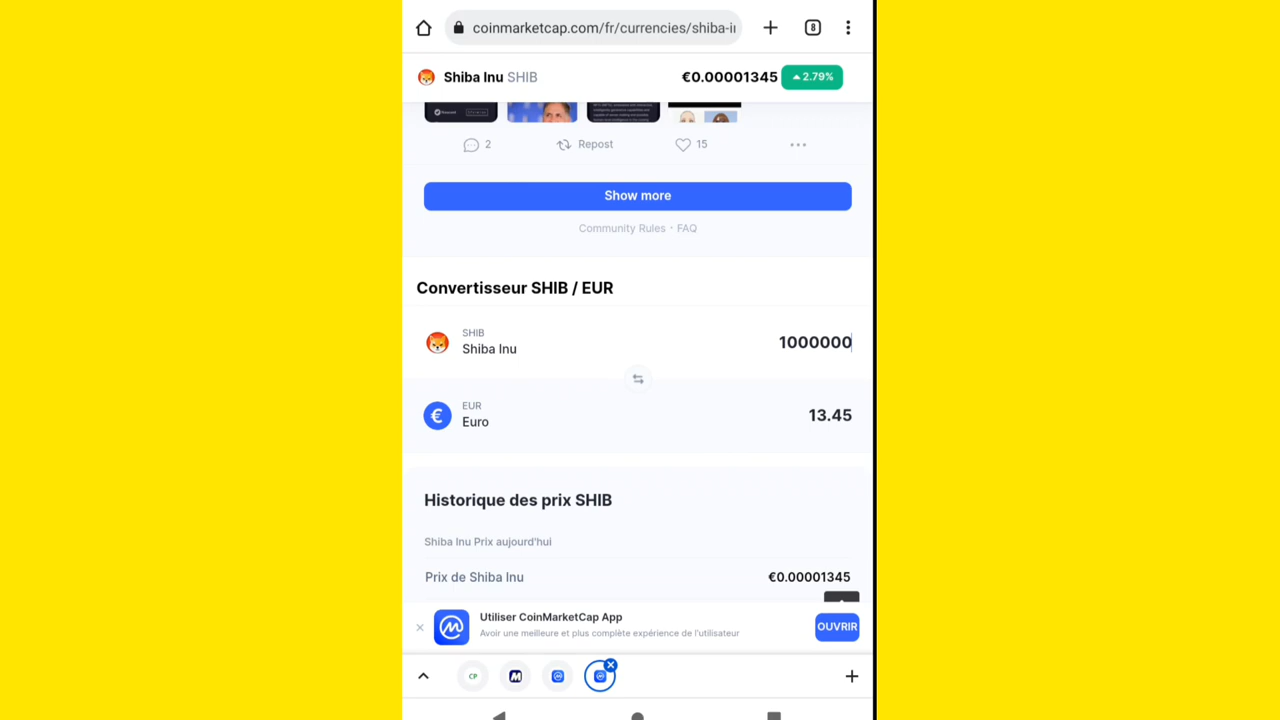 coinmarketcap.com/fr/currencies/shiba-i
8
Shiba Inu SHIB
€0.00001345
2.79%
2
Repost
15
Show more
Community Rules · FAQ
Convertisseur SHIB / EUR
SHIB
Shiba Inu
1000000
€
EUR
Euro
13.45
Historique des prix SHIB
Shiba Inu Prix aujourd'hui
Prix de Shiba Inu
€0.00001345
Utiliser CoinMarketCap App
Avoir une meilleure et plus complète expérience de l'utilisateur
OUVRIR
CP